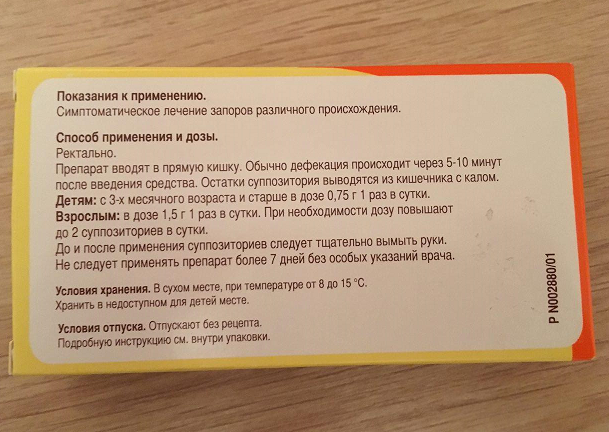 Показания к применению.
Симптоматическое лечение запоров различного происхождения.
Способ применения и дозы.
Ректально.
Препарат вводят в прямую кишку. Обычно дефекация происходит через 5-10 минут
после введения средства. Остатки суппозитория выводятся из кишечника с калом.
Детям: с 3-х месячного возраста и старше в дозе 0,75 г 1 раз в сутки.
Взрослым: в дозе 1,5 г 1 раз в сутки. При необходимости дозу повышают
до 2 суппозиториев в сутки.
До и после применения суппозиториев следует тщательно вымыть руки.
Не следует применять препарат более 7 дней без особых указаний врача.
Условия хранения. В сухом месте, при температуре от 8 до 15 °С.
Хранить в недоступном для детей месте.
Условия отпуска. Отпускают без рецепта.
Подробную инструкцию см. внутри упаковки.
P N002880/01